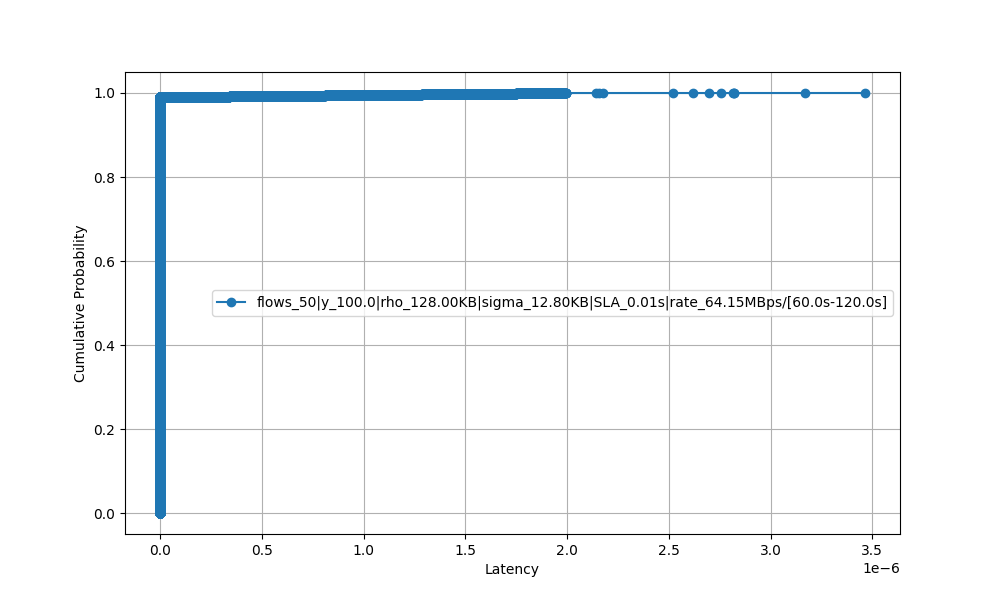 1.0
0.8
0.6
0.4
0.2
0.0
Cumulative Probability
flows_50|y_100.0|rho_128.00KB|sigma_12.80KB|SLA_0.01s|rate_64.15MBps/[60.0s-120.0s]
0.0 0.5 1.0 1.5 2.0 2.5 3.0 3.5
1e−6
Latency